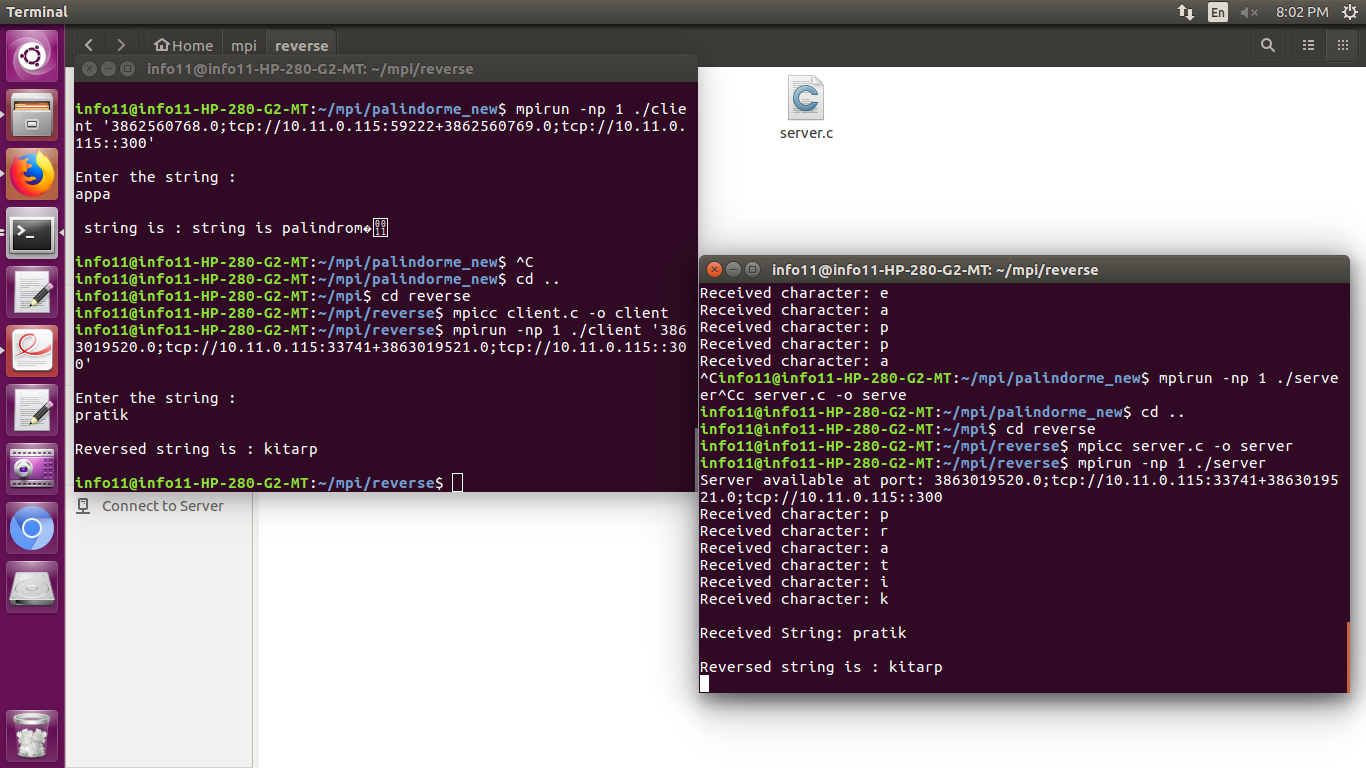 Terminal
En
8:02 PM
Home
mpi
reverse
info11@info11-HP-280-G2-MT: ~/mpi/reverse
info11@info11-HP-280-G2-MT:~/mpi/palindorme_new$ mpirun -np 1 ./clie
nt '3862560768.0;tcp://10.11.0.115:59222+3862560769.0;tcp://10.11.0.
115::300'
Enter the string :
appa
string is : string is palindrom�
info11@info11-HP-280-G2-MT:~/mpi/palindorme_new$ ^C
info11@info11-HP-280-G2-MT:~/mpi/palindorme_new$ cd ..
info11@info11-HP-280-G2-MT:~/mpi$ cd reverse
info11@info11-HP-280-G2-MT:~/mpi/reverse$ mpicc client.c -o client
info11@info11-HP-280-G2-MT:~/mpi/reverse$ mpirun -np 1 ./client '386
3019520.0;tcp://10.11.0.115:33741+3863019521.0;tcp://10.11.0.115::30
0'
Enter the string :
pratik
Reversed string is : kitarp
info11@info11-HP-280-G2-MT:~/mpi/reverse$
Connect to Server
server.c
info11@info11-HP-280-G2-MT: ~/mpi/reverse
Received character: e
Received character: a
Received character: p
Received character: p
Received character: a
^Cinfo11@info11-HP-280-G2-MT:~/mpi/palindorme_new$ mpirun -np 1 ./serve
er^Cc server.c -o serve
info11@info11-HP-280-G2-MT:~/mpi/palindorme_new$ cd ..
info11@info11-HP-280-G2-MT:~/mpi$ cd reverse
info11@info11-HP-280-G2-MT:~/mpi/reverse$ mpicc server.c -o server
info11@info11-HP-280-G2-MT:~/mpi/reverse$ mpirun -np 1 ./server
Server available at port: 3863019520.0;tcp://10.11.0.115:33741+38630195
21.0;tcp://10.11.0.115::300
Received character: p
Received character: r
Received character: a
Received character: t
Received character: i
Received character: k
Received String: pratik
Reversed string is : kitarp